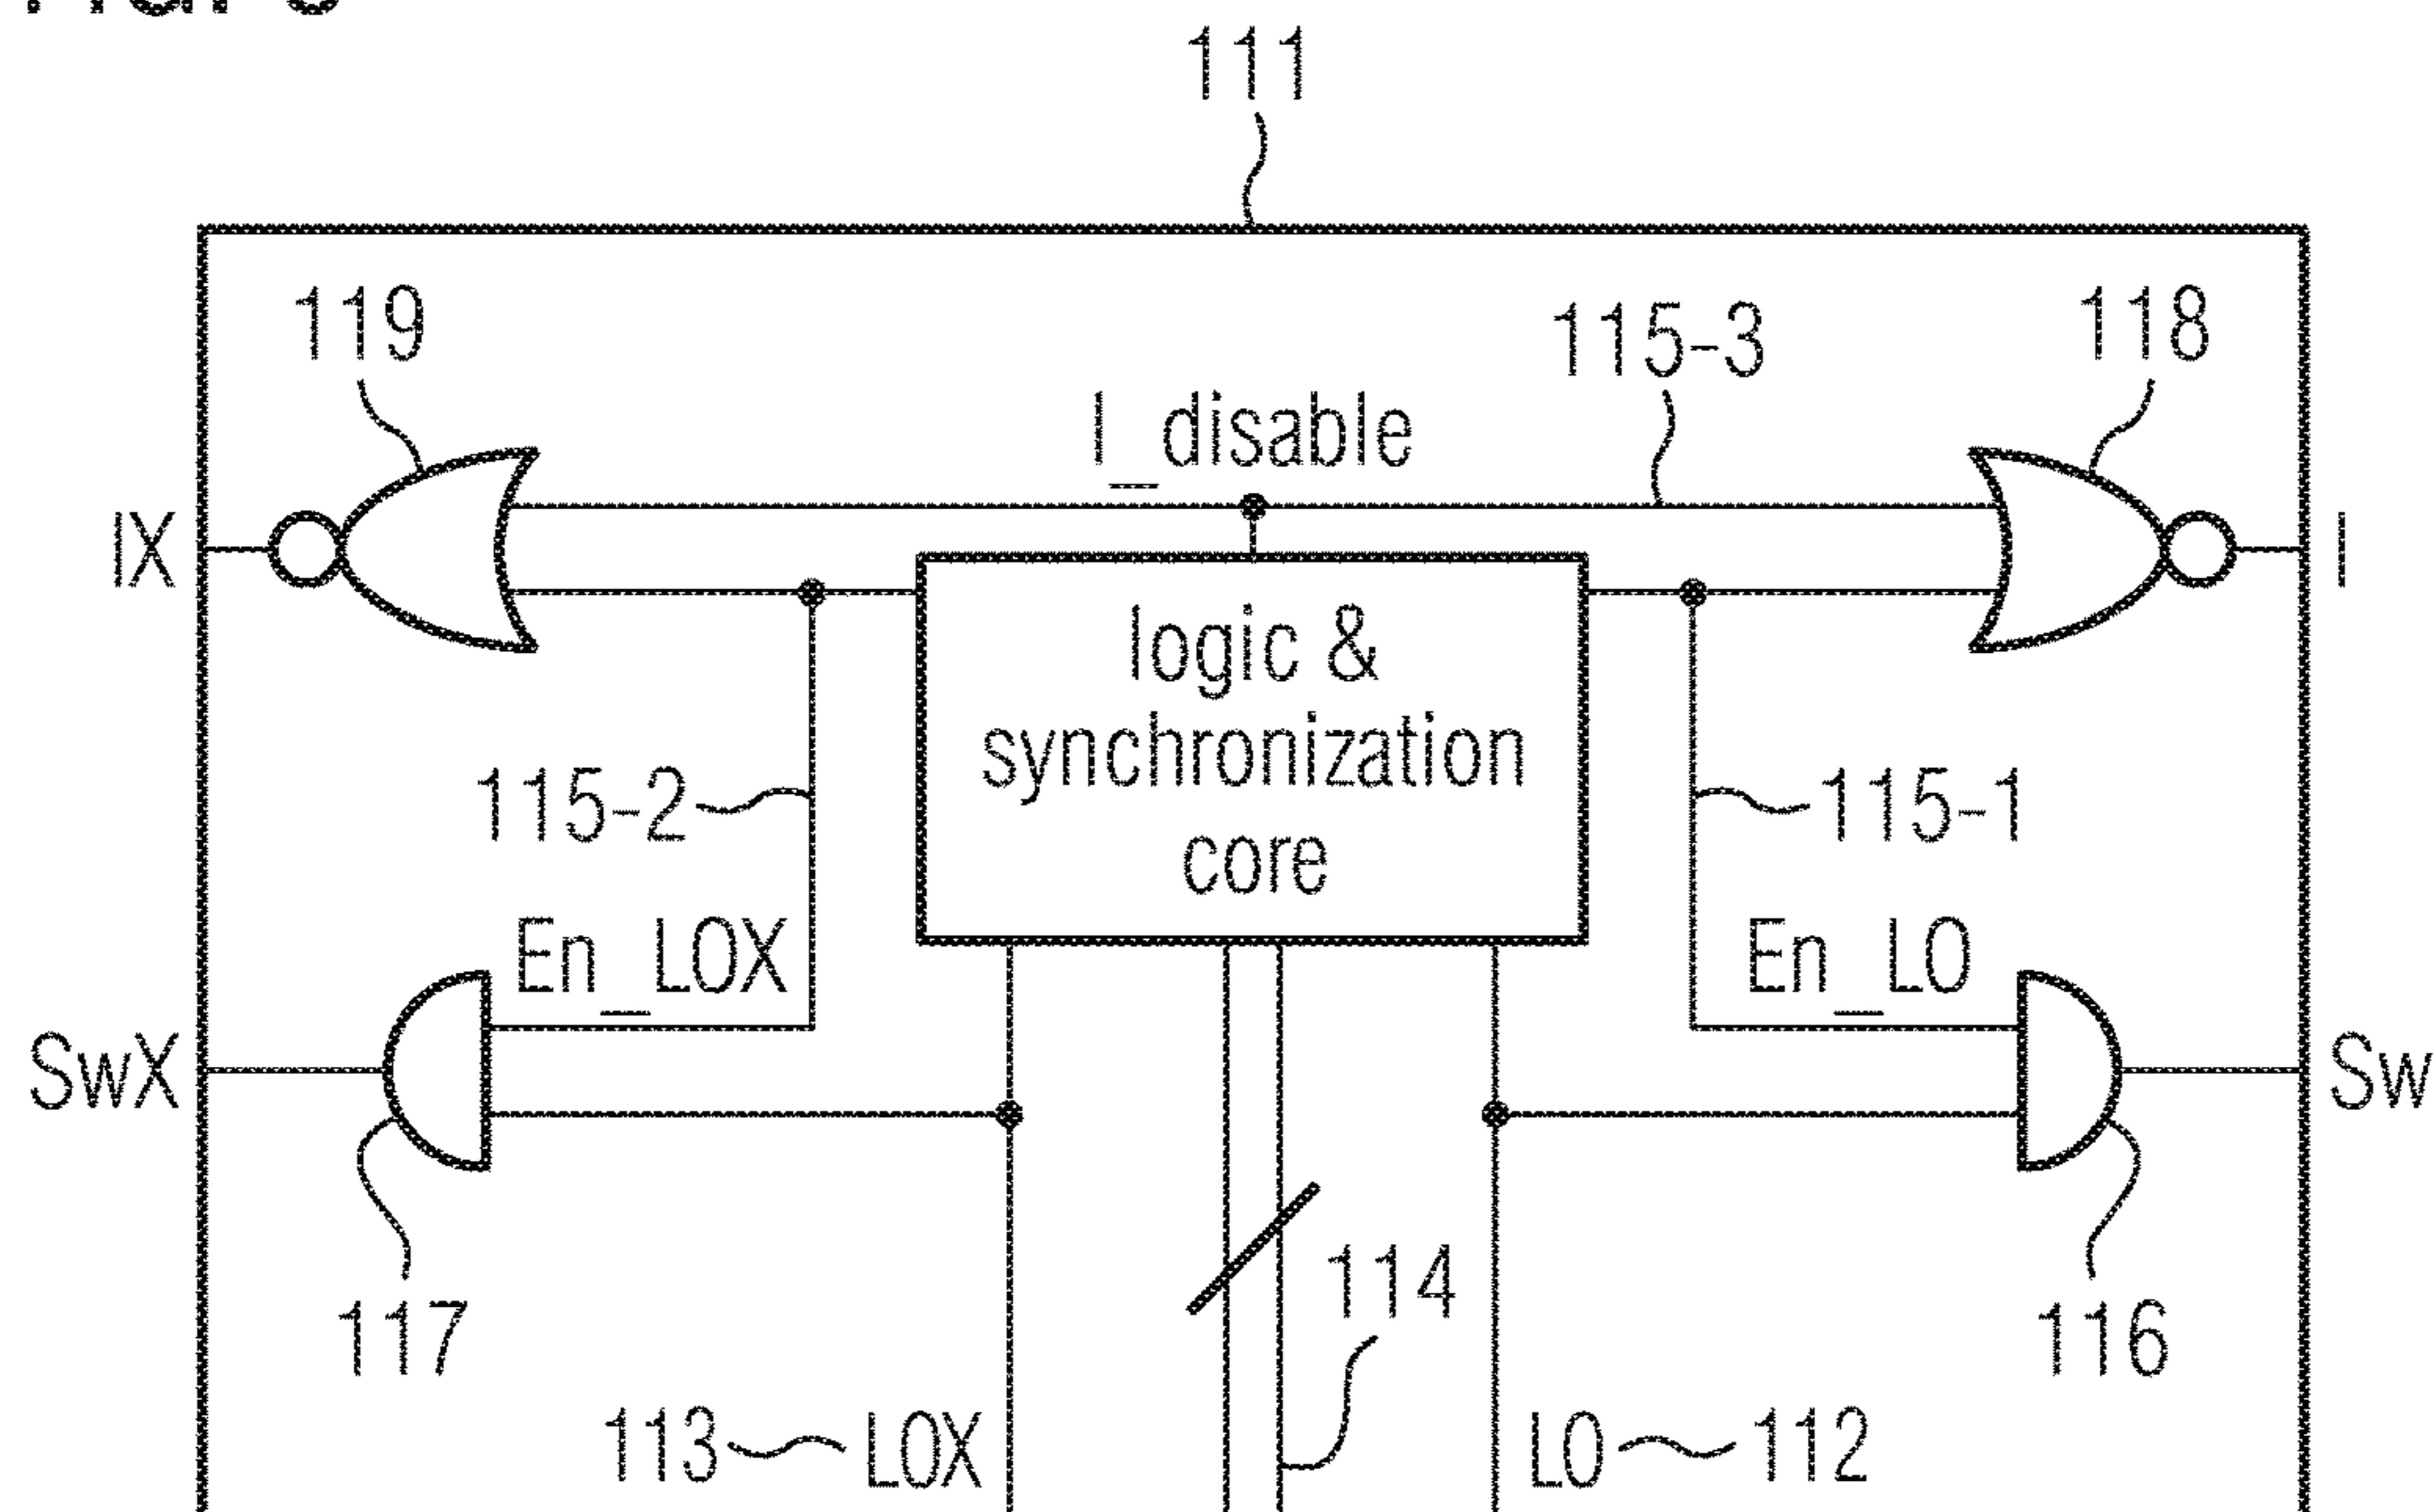 111
119
115-3
118
I_disable
IX
I
logic &
synchronization
core
115-2
115-1
En_LOX
En_LO
SwX
Sw
114
117
116
113
LOX
LO
112